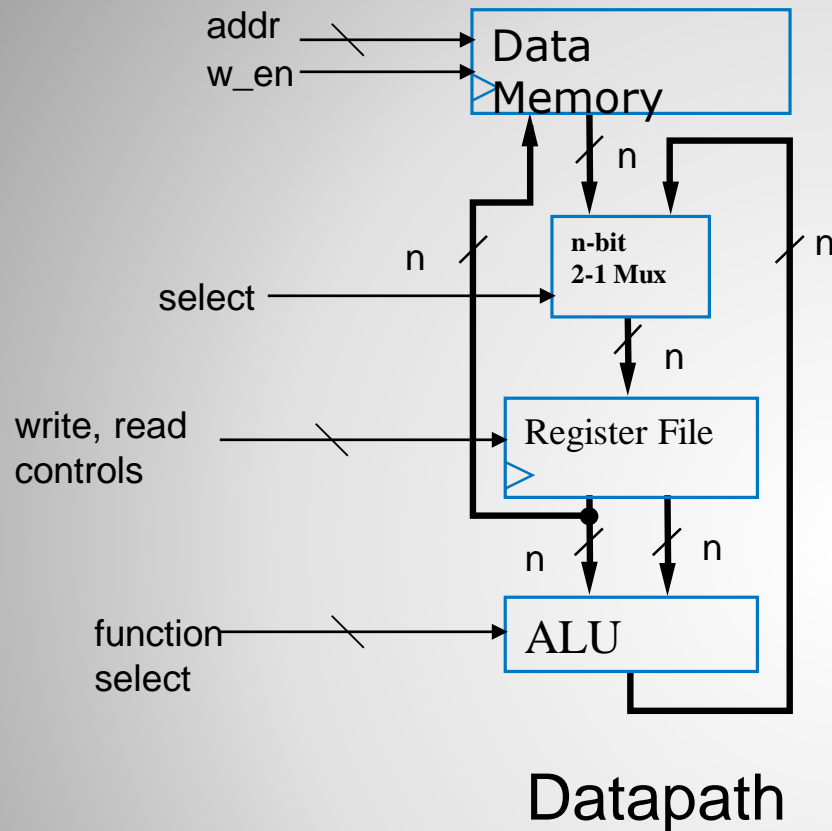 addr
w_en
Data
Memory
n
n
n
n-bit
2-1 Mux
select
n
write, read
controls
Register File
n
n
function
select
ALU
Datapath